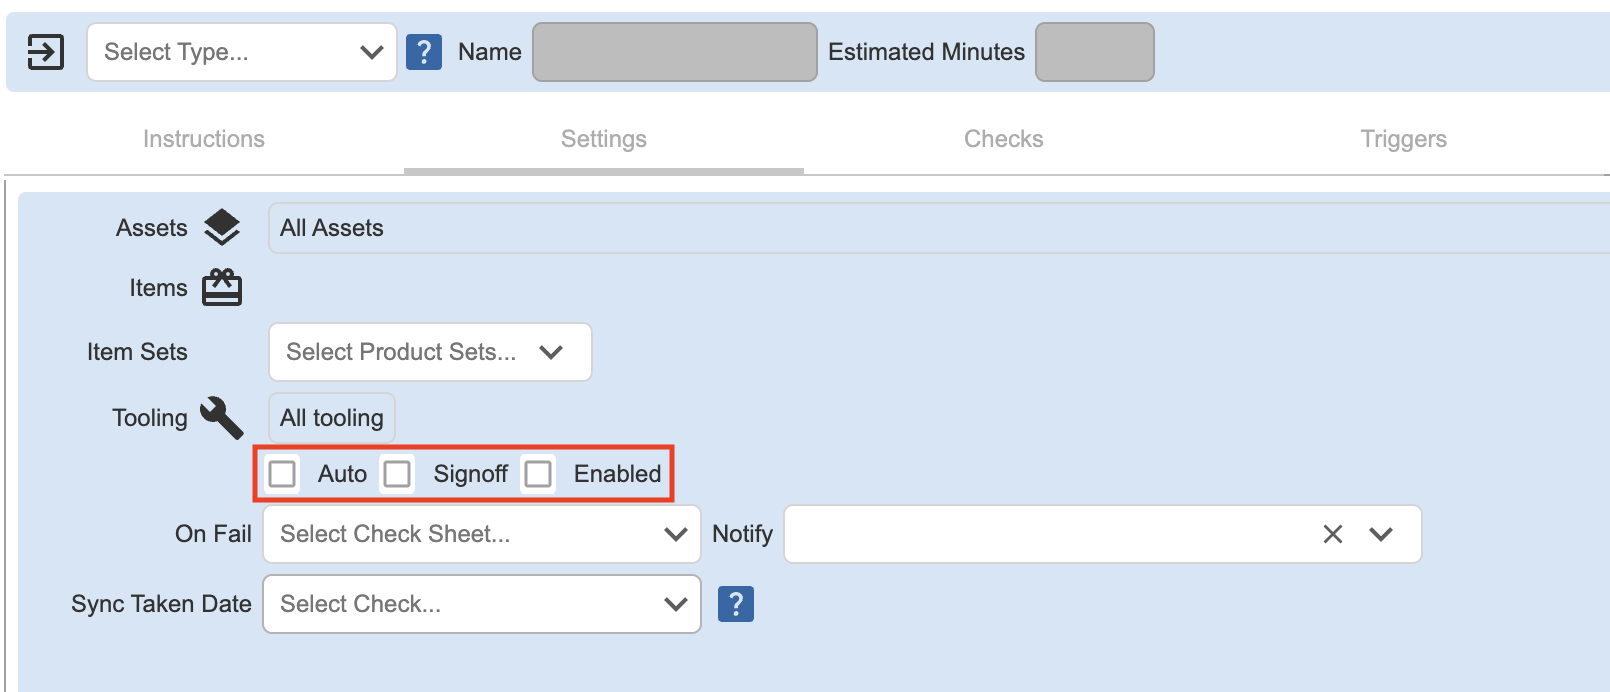 Select Type... ? Name Estimated Minutes
Instructions Settings Checks Triggers
Assets All Assets
Items
Item Sets Select Product Sets...
Tooling All tooling
Auto Signoff Enabled
On Fail Select Check Sheet... Notify
Sync Taken Date Select Check... ?